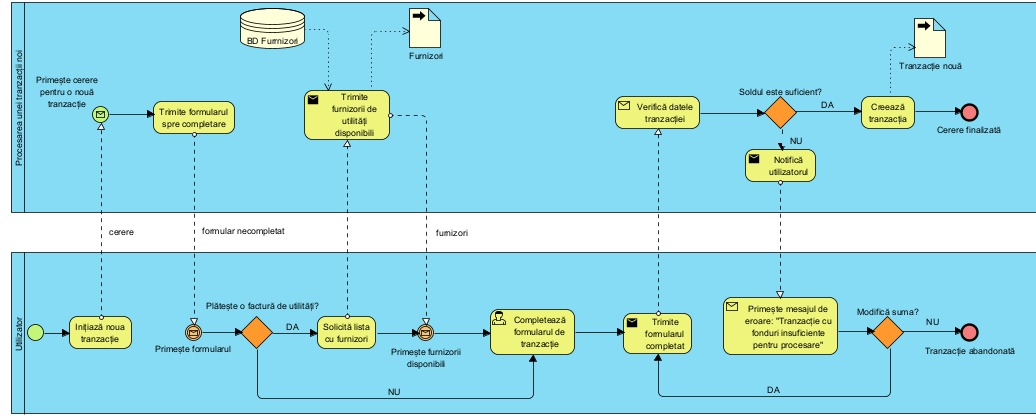 Procesarea unei tranzacții noi
Primește cerere
pentru o nouă
tranzacție
Trimite formularul
spre completare
BD Furnizori
Furnizori
Trimite
furnizorii de
utilități
disponibili
Verifică datele
tranzacției
Soldul este suficient?
DA
NU
Notifică
utilizatorul
Creează
tranzacția
Tranzacție nouă
Cerere finalizată
cerere
formular necompletat
furnizori
Utilizator
Inițiază noua
tranzacție
Primește formularul
Plătește o factură de utilități?
DA
NU
Solicită lista
cu furnizori
Primește furnizorii
disponibili
Completează
formularul de
tranzacție
Trimite
formularul
completat
Primește mesajul de
eroare: "Tranzacție cu
fonduri insuficiente
pentru procesare"
Modifică suma?
NU
DA
Tranzacție abandonată